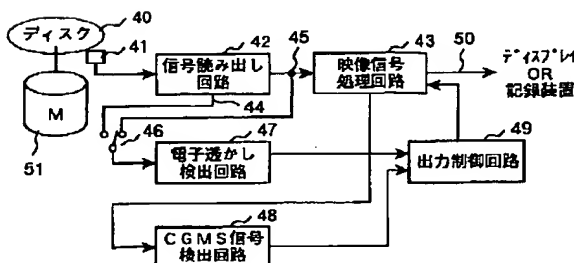 40
ディスク
41
42
信号読み出し
回路
44
45
43
映像信号
処理回路
50
ディスプレイ
OR
記録装置
M
51
46
47
電子透かし
検出回路
49
出力制御回路
48
CGMS信号
検出回路